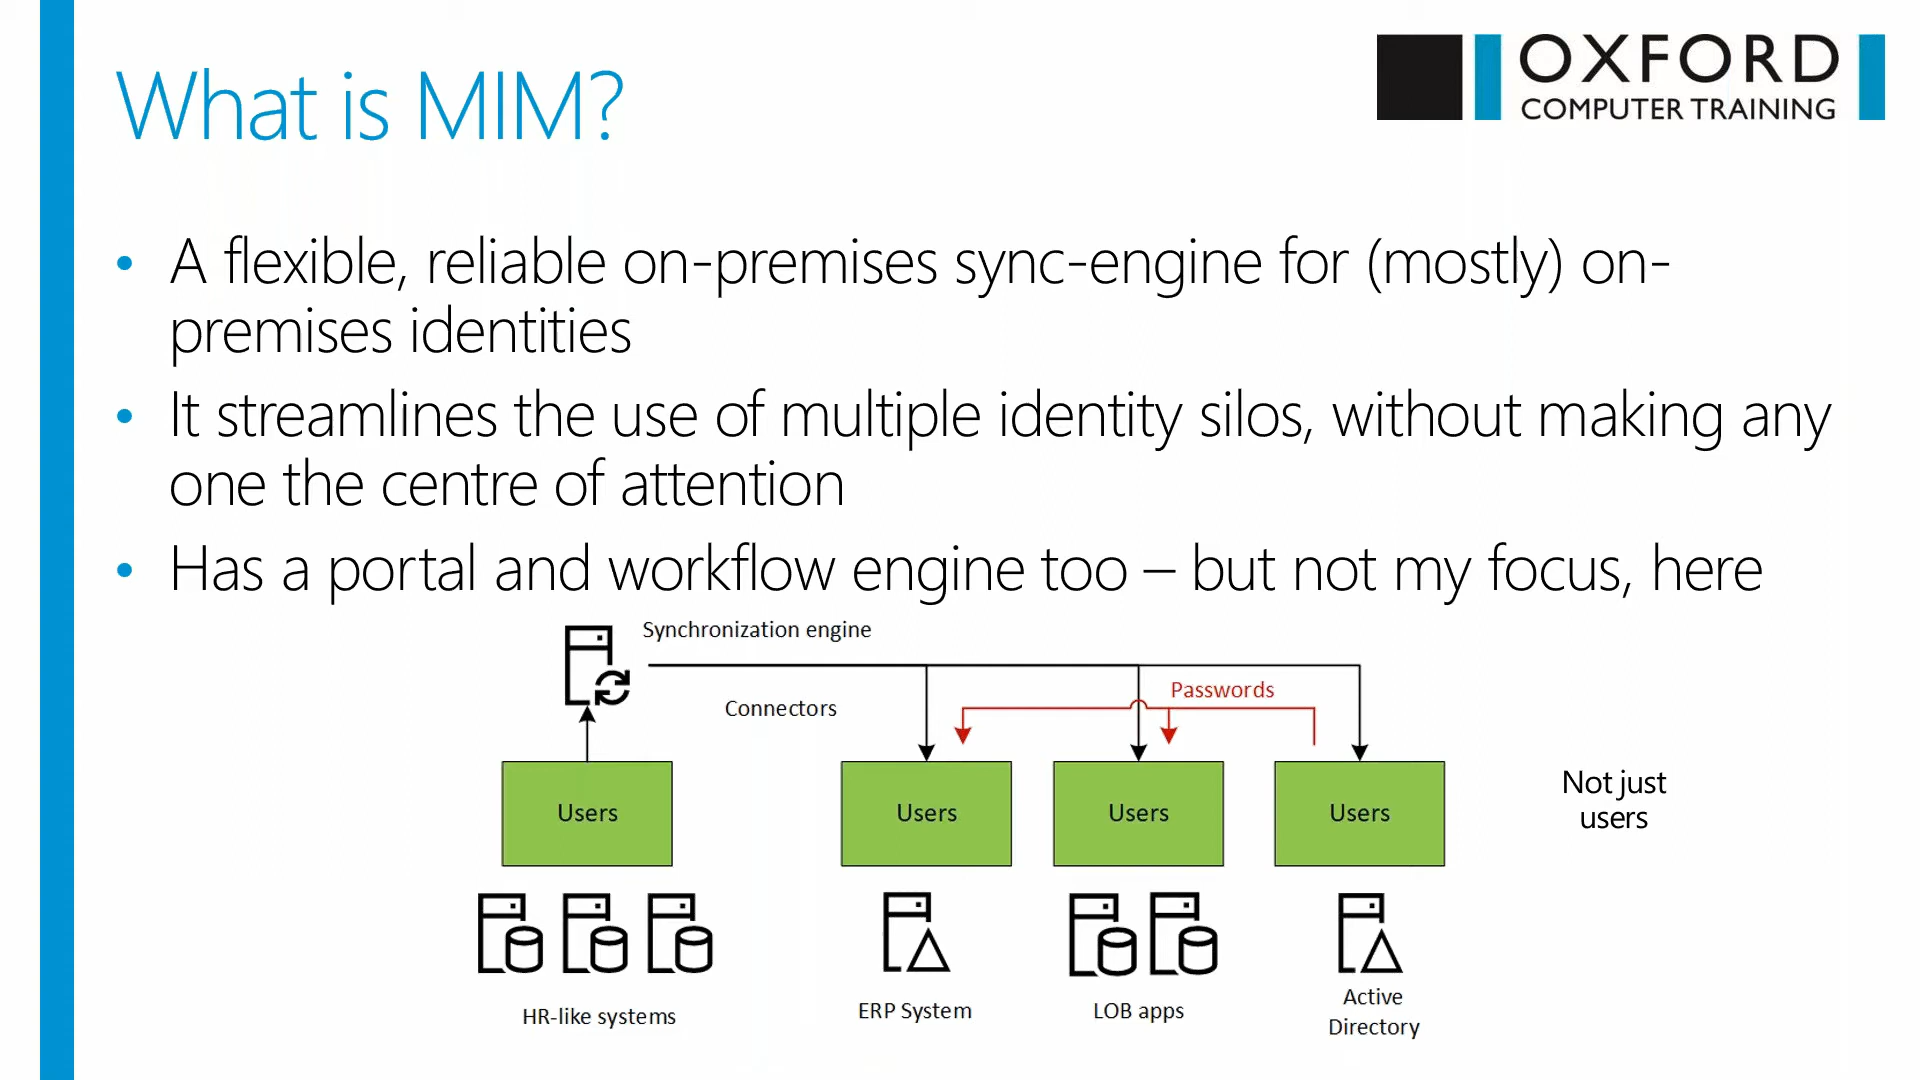 What is MIM?
OXFORD
COMPUTER TRAINING
• A flexible, reliable on-premises sync-engine for (mostly) on-
premises identities
• It streamlines the use of multiple identity silos, without making any
one the centre of attention
• Has a portal and workflow engine too – but not my focus, here
Synchronization engine
Passwords
Connectors
Users
Users
Users
Users
Not just
users
HR-like systems
ERP System
LOB apps
Active
Directory